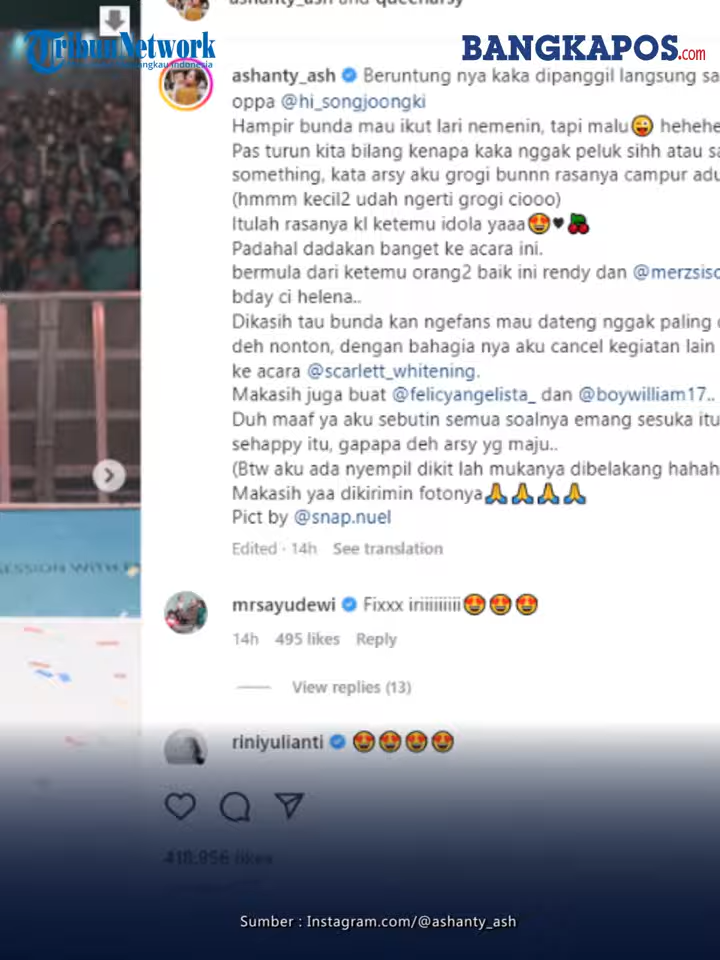 ashanty_ash and queenarsy
Tribun Network
BANGKAPOS.com
ashanty_ash Beruntung nya kaka dipanggil langsung sa
oppa @hi_songjoongki
Hampir bunda mau ikut lari nemenin, tapi malu😜 hehehe
Pas turun kita bilang kenapa kaka nggak peluk sihh atau sa
something, kata arsy aku grogi bunnn rasanya campur adu
(hmmm kecil2 udah ngerti grogi ciooo)
Itulah rasanya kl ketemu idola yaaa😍♥🍒
Padahal dadakan banget ke acara ini.
bermula dari ketemu orang2 baik ini rendy dan @merzsisc
bday ci helena..
Dikasih tau bunda kan ngefans mau dateng nggak paling
deh nonton, dengan bahagia nya aku cancel kegiatan lain
ke acara @scarlett_whitening.
Makasih juga buat @felicyangelista_ dan @boywilliam17..
Duh maaf ya aku sebutin semua soalnya emang sesuka itu
sehappy itu, gapapa deh arsy yg maju..
(Btw aku ada nyempil dikit lah mukanya dibelakang hahah
Makasih yaa dikirimin fotonya🙏🙏🙏🙏
Pict by @snap.nuel
Edited · 14h See translation
SESSION WITH
mrsayudewi Fixxx iriiiiiiiii😍😍😍
14h 495 likes Reply
View replies (13)
riniyulianti 😍😍😍😍
418,956 likes
Sumber : Instagram.com/@ashanty_ash